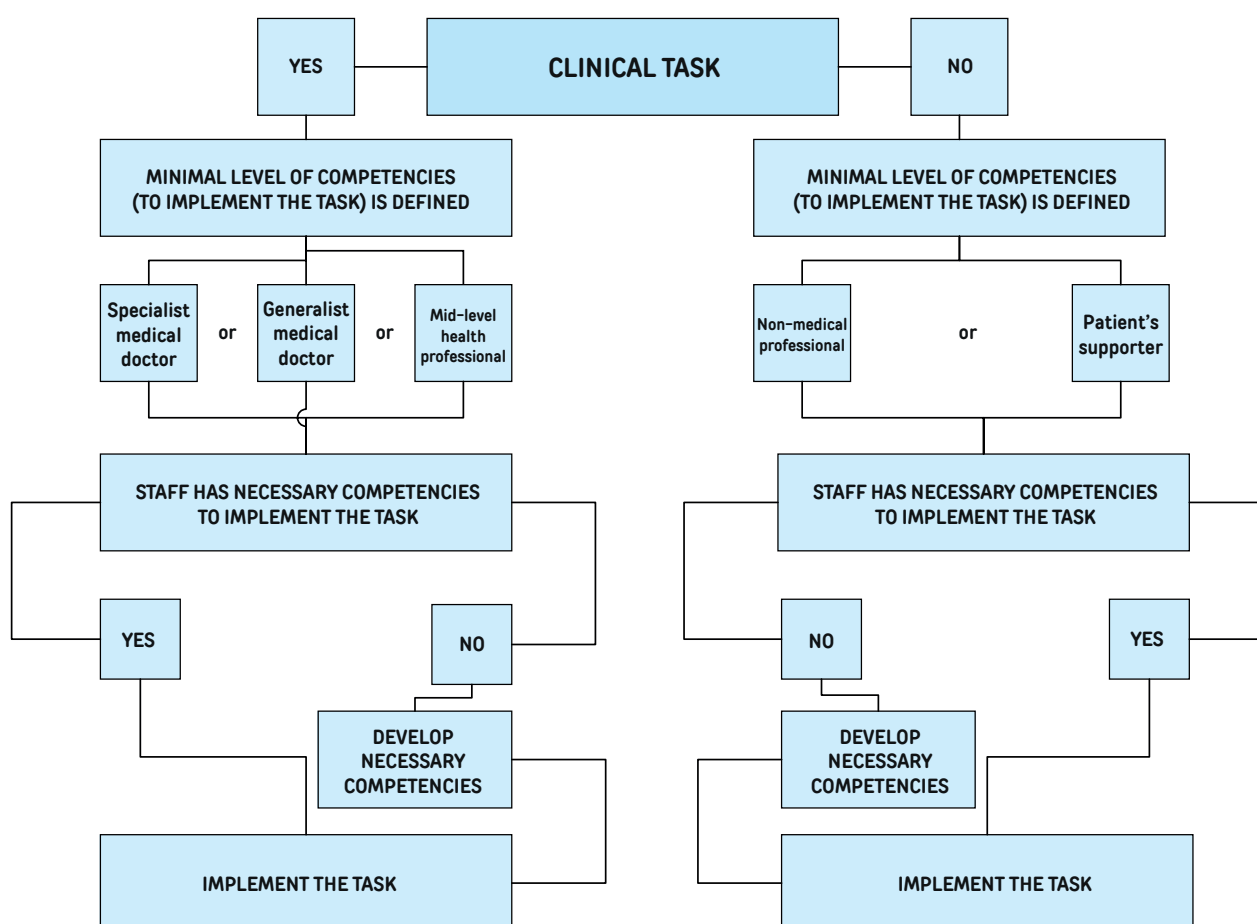 YES
CLINICAL TASK
NO
MINIMAL LEVEL OF COMPETENCIES
(TO IMPLEMENT THE TASK) IS DEFINED
MINIMAL LEVEL OF COMPETENCIES
(TO IMPLEMENT THE TASK) IS DEFINED
Specialist
medical
doctor
or
Generalist
medical
doctor
or
Mid-level
health
professional
Non-medical
professional
or
Patient's
supporter
STAFF HAS NECESSARY COMPETENCIES
TO IMPLEMENT THE TASK
STAFF HAS NECESSARY COMPETENCIES
TO IMPLEMENT THE TASK
YES
NO
NO
YES
DEVELOP
NECESSARY
COMPETENCIES
DEVELOP
NECESSARY
COMPETENCIES
IMPLEMENT THE TASK
IMPLEMENT THE TASK